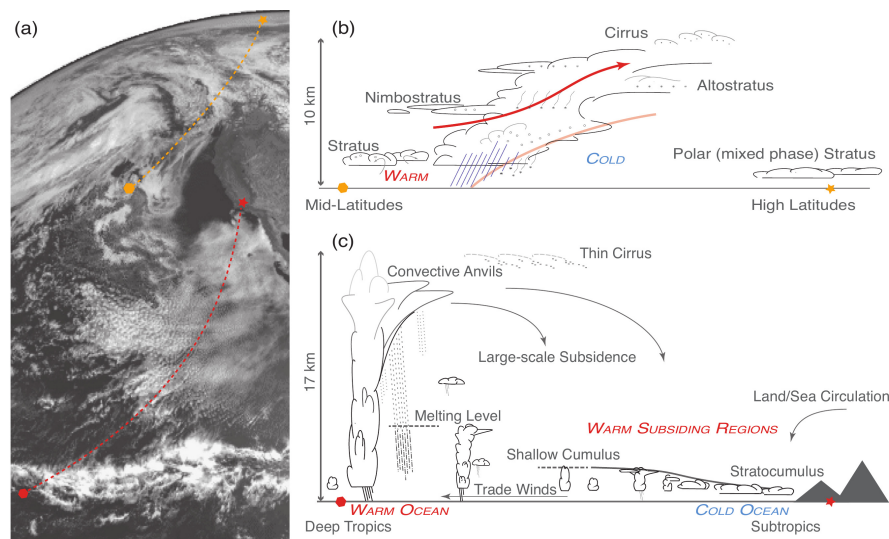 (a)
(b)
Cirrus
Altostratus
Nimbostratus
10 km
Stratus
WARM
COLD
Polar (mixed phase) Stratus
Mid-Latitudes
High Latitudes
(c)
Thin Cirrus
Convective Anvils
17 km
Large-scale Subsidence
Land/Sea Circulation
Melting Level
WARM SUBSIDING REGIONS
Shallow Cumulus
Stratocumulus
Trade Winds
WARM OCEAN
COLD OCEAN
Deep Tropics
Subtropics